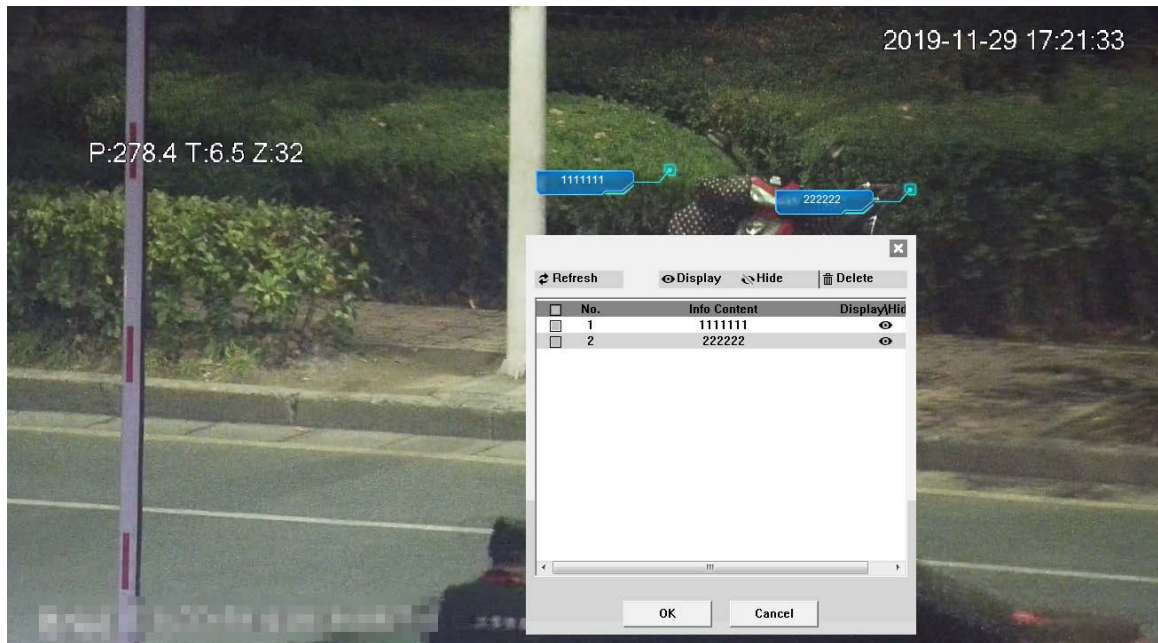 2019-11-29 17:21:33
P:278.4 T:6.5 Z:32
1111111
222222
Refresh Display Hide Delete
No. Info Content Display\Hid
1 1111111
2 222222
OK Cancel